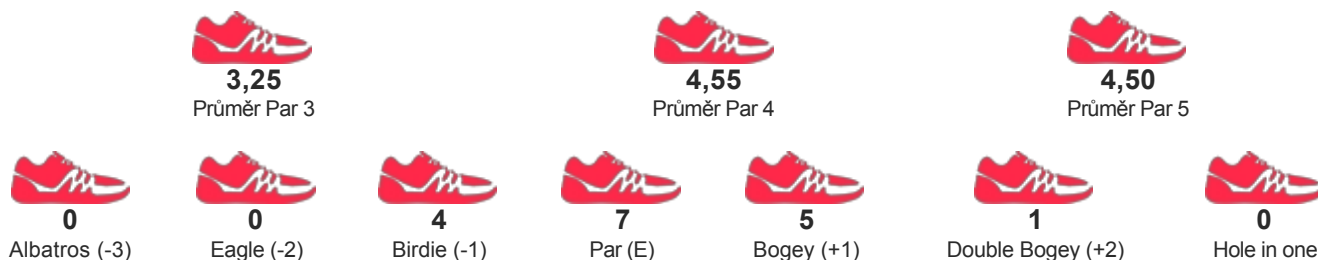 3,25 4,55 4,50
Průměr Par 3 Průměr Par 4 Průměr Par 5
0 0 4 7 5 1 0
Albatros (-3) Eagle (-2) Birdie (-1) Par (E) Bogey (+1) Double Bogey (+2) Hole in one